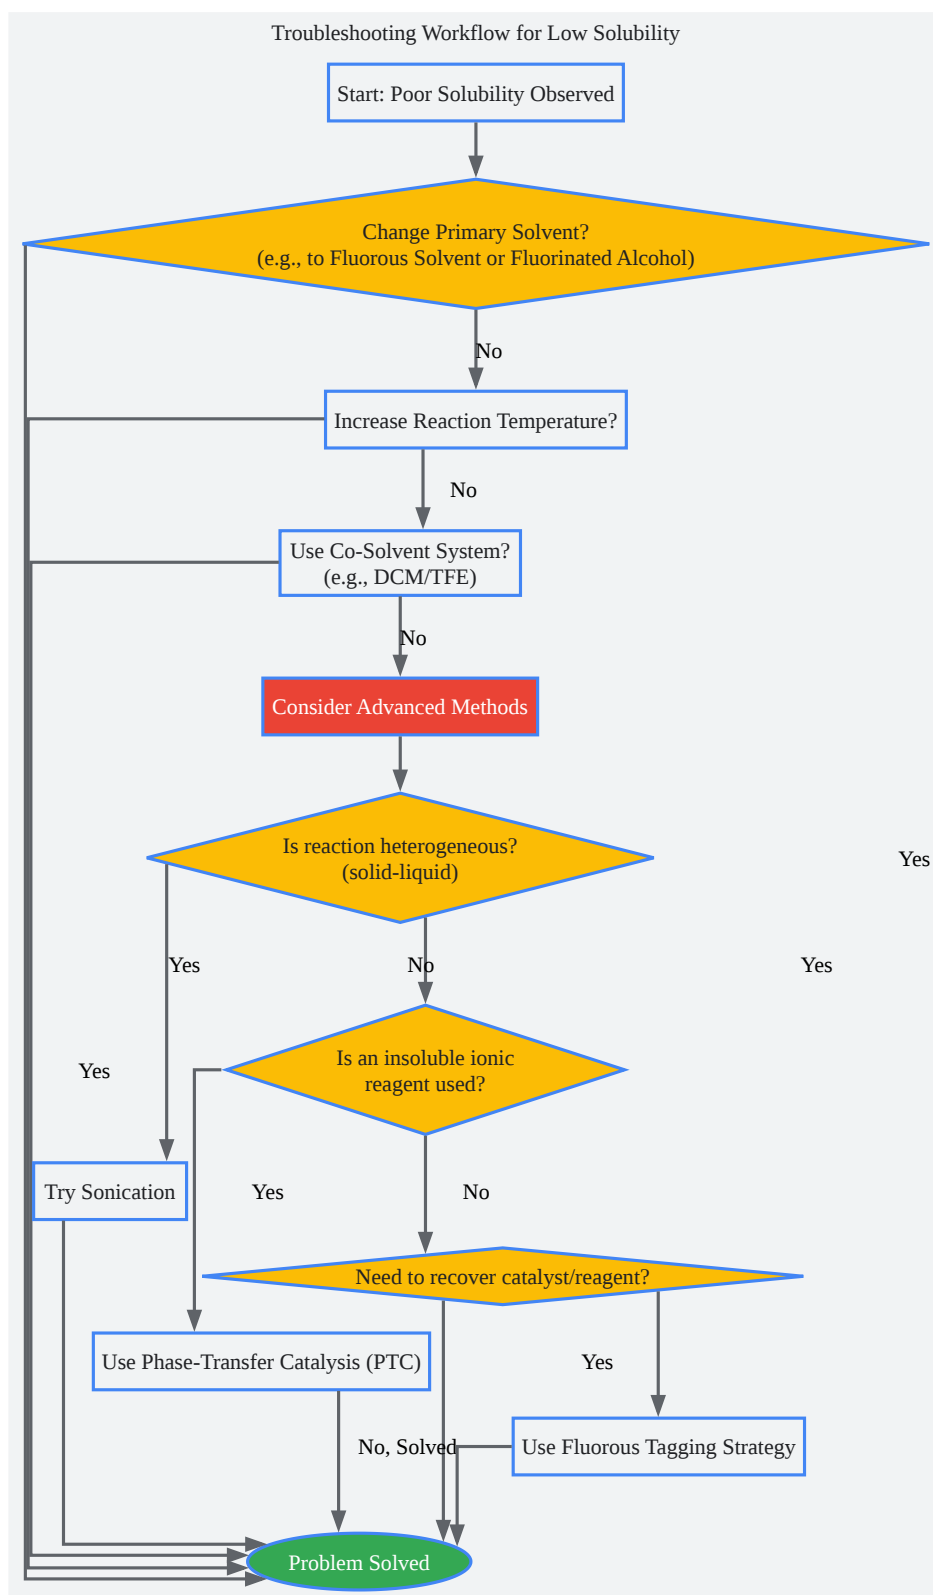 Troubleshooting Workflow for Low Solubility
Start: Poor Solubility Observed
Change Primary Solvent?
(e.g., to Fluorous Solvent or Fluorinated Alcohol)
No
Increase Reaction Temperature?
No
Use Co-Solvent System?
(e.g., DCM/TFE)
No
Consider Advanced Methods
Is reaction heterogeneous?
(solid-liquid)
Yes
Yes
No
Yes
Is an insoluble ionic
reagent used?
Yes
Try Sonication
Yes
No
Need to recover catalyst/reagent?
Use Phase-Transfer Catalysis (PTC)
Yes
No, Solved
Use Fluorous Tagging Strategy
Problem Solved